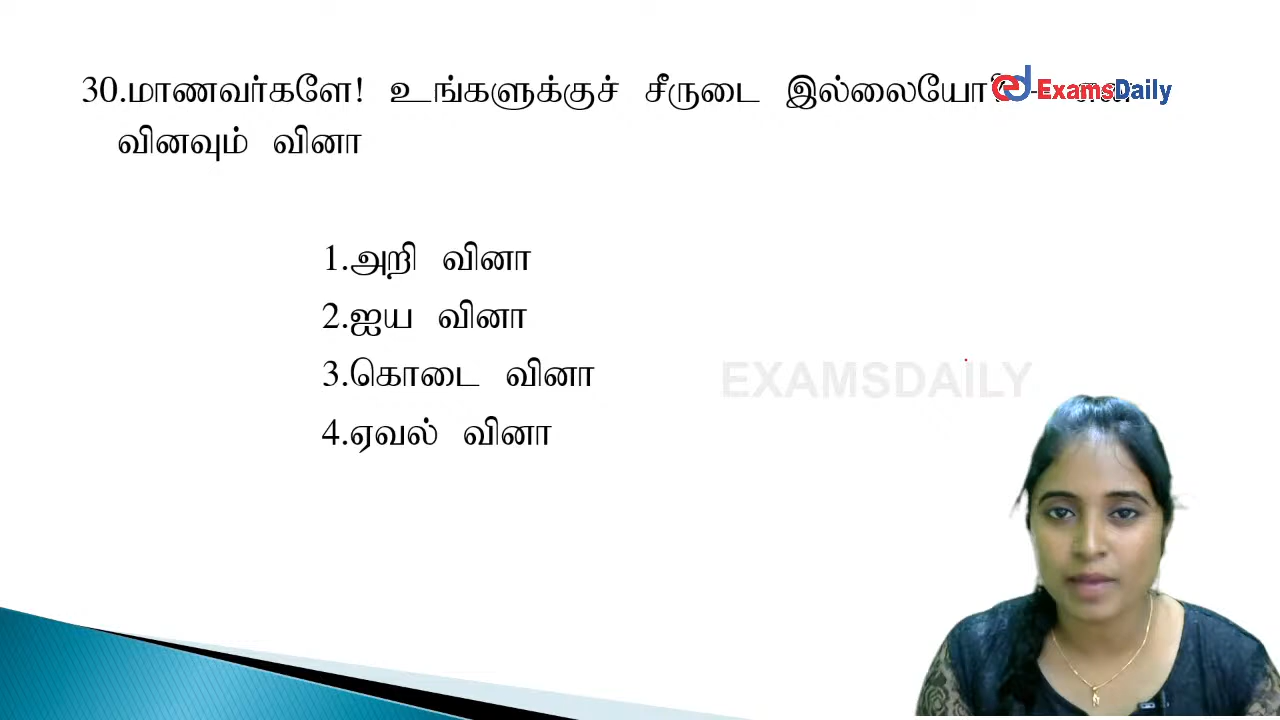 30.மாணவர்களே! உங்களுக்குச் சீருடை இல்லையோ?
ExamsDaily
வினவும் வினா
1.அறி வினா
2.ஐய வினா
3.கொடை வினா
4.ஏவல் வினா
EXAMSDAILY